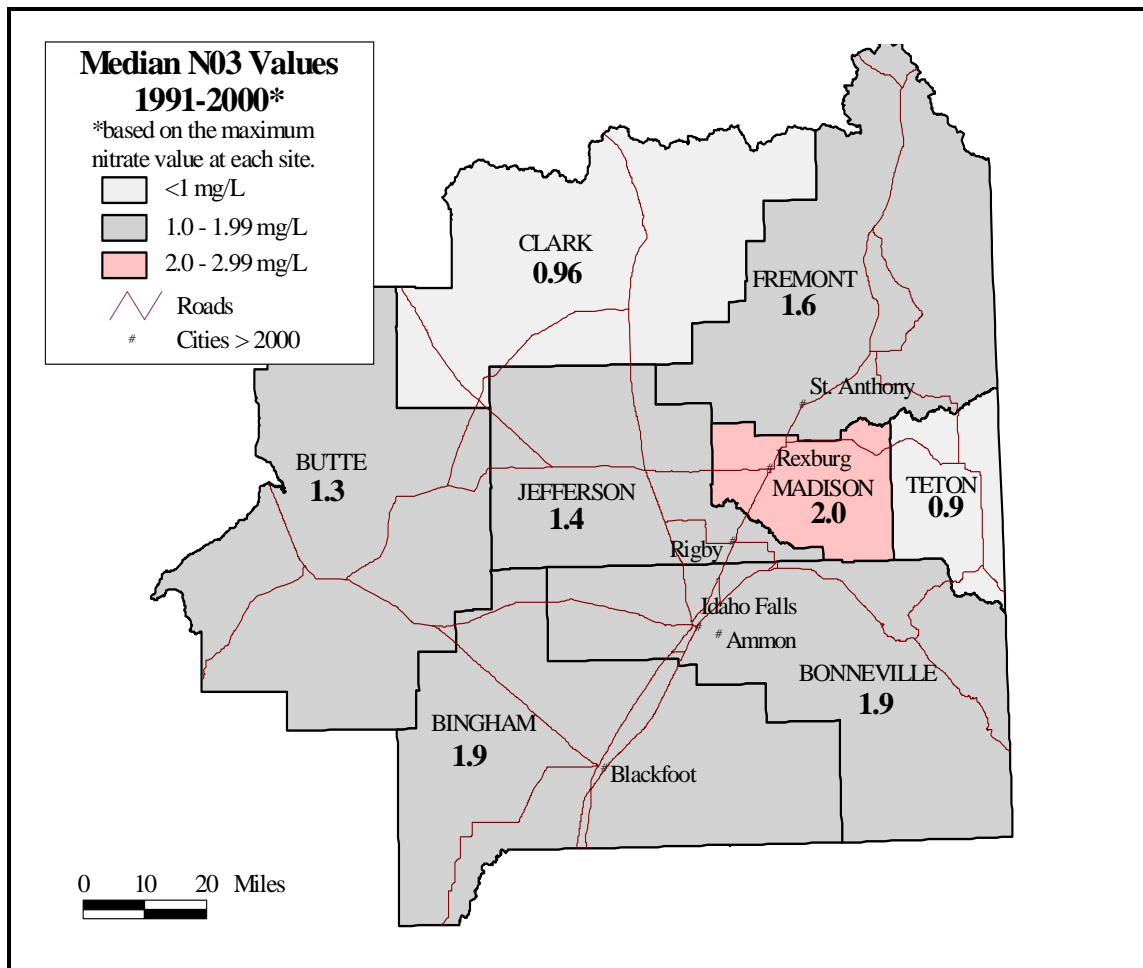 Median N03 Values
1991-2000*
*based on the maximum
nitrate value at each site.
<1 mg/L
1.0 - 1.99 mg/L
2.0 - 2.99 mg/L
Roads
# Cities > 2000
CLARK
0.96
FREMONT
1.6
# St. Anthony
BUTTE
1.3
JEFFERSON
1.4
# Rexburg
MADISON
2.0
TETON
0.9
Rigby #
Idaho Falls
#
# Ammon
BONNEVILLE
1.9
BINGHAM
1.9
# Blackfoot
0 10 20 Miles